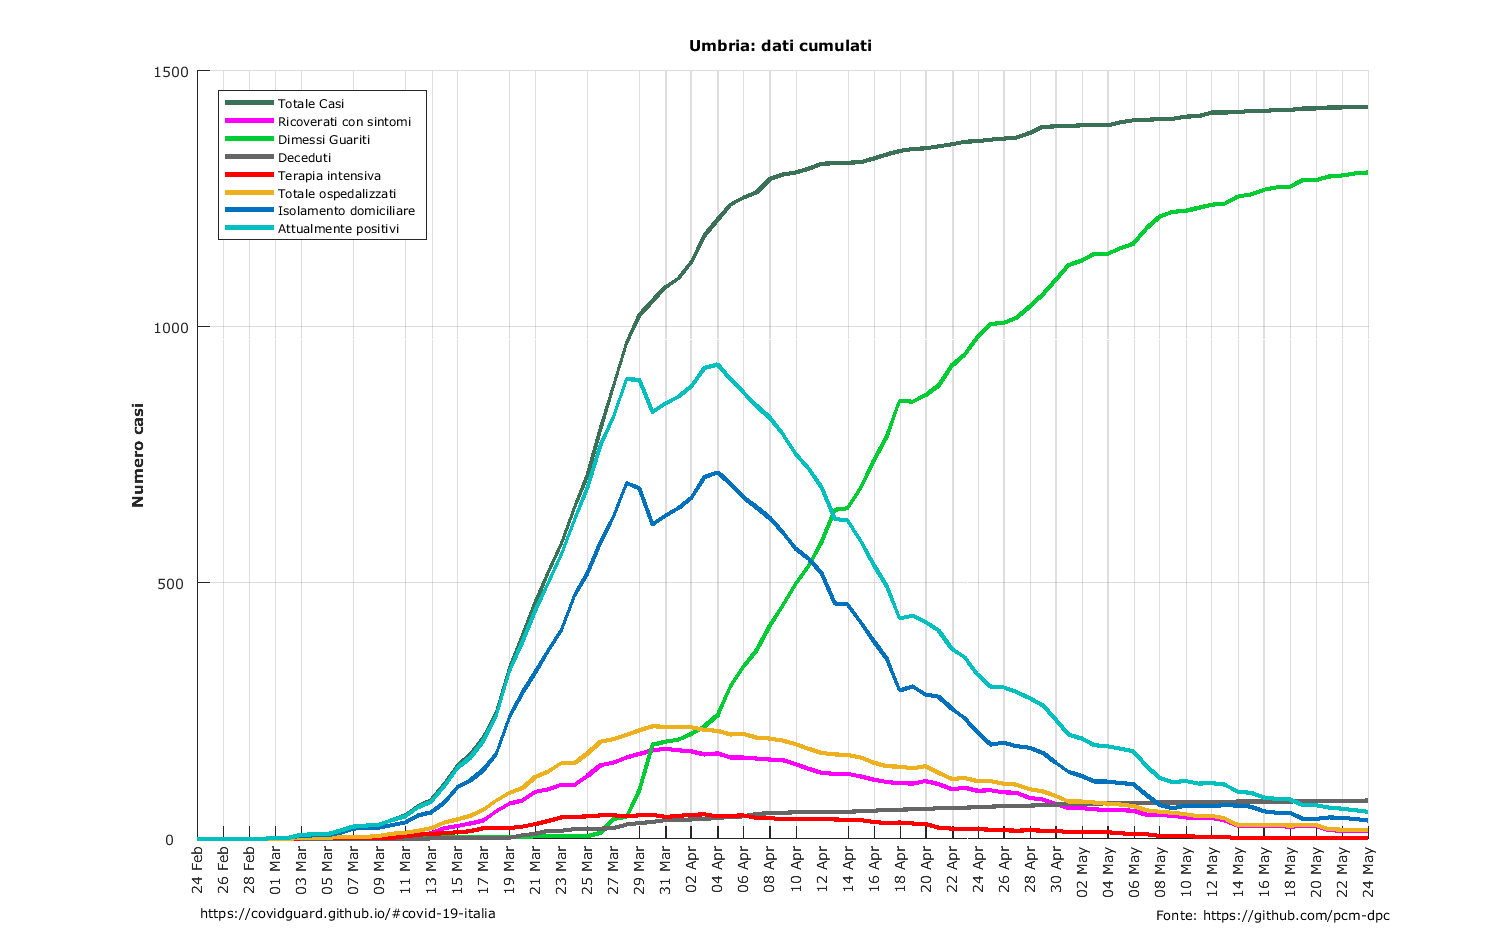 Umbria: dati cumulati
1500
1000
500
0
Numero casi
Totale Casi
Ricoverati con sintomi
Dimessi Guariti
Deceduti
Terapia intensiva
Totale ospedalizzati
Isolamento domiciliare
Attualmente positivi
24 Feb
26 Feb
28 Feb
01 Mar
03 Mar
05 Mar
07 Mar
09 Mar
11 Mar
13 Mar
15 Mar
17 Mar
19 Mar
21 Mar
23 Mar
25 Mar
27 Mar
29 Mar
31 Mar
02 Apr
04 Apr
06 Apr
08 Apr
10 Apr
12 Apr
14 Apr
16 Apr
18 Apr
20 Apr
22 Apr
24 Apr
26 Apr
28 Apr
30 Apr
02 May
04 May
06 May
08 May
10 May
12 May
14 May
16 May
18 May
20 May
22 May
24 May
https://covidguard.github.io/#covid-19-italia
Fonte: https://github.com/pcm-dpc